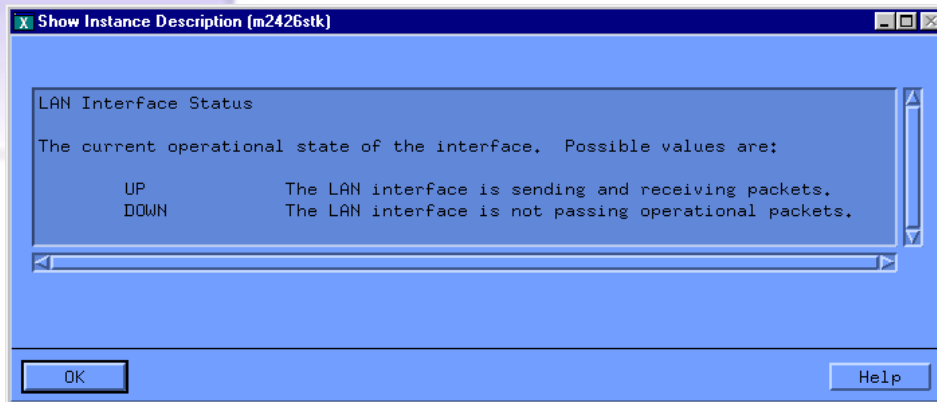 X Show Instance Description (m2426stk)
LAN Interface Status
The current operational state of the interface. Possible values are:
UP The LAN interface is sending and receiving packets.
DOWN The LAN interface is not passing operational packets.
OK Help